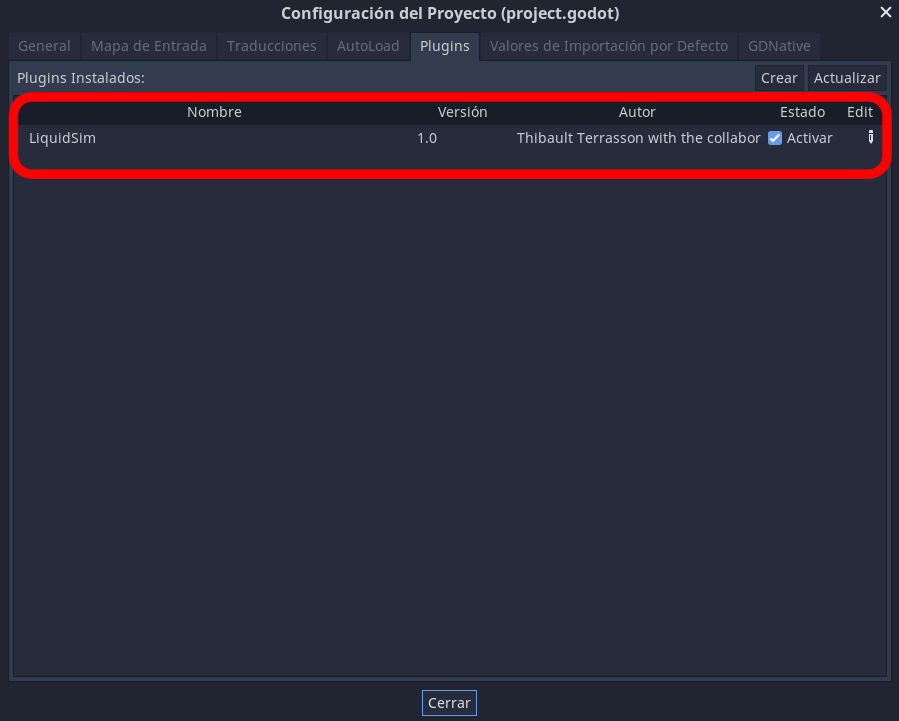 Configuración del Proyecto (project.godot)
General Mapa de Entrada Traducciones AutoLoad Plugins Valores de Importación por Defecto GDNative
Plugins Instalados: Crear Actualizar
Nombre Versión Autor Estado Edit
LiquidSim 1.0 Thibault Terrasson with the collabor Activar
Cerrar